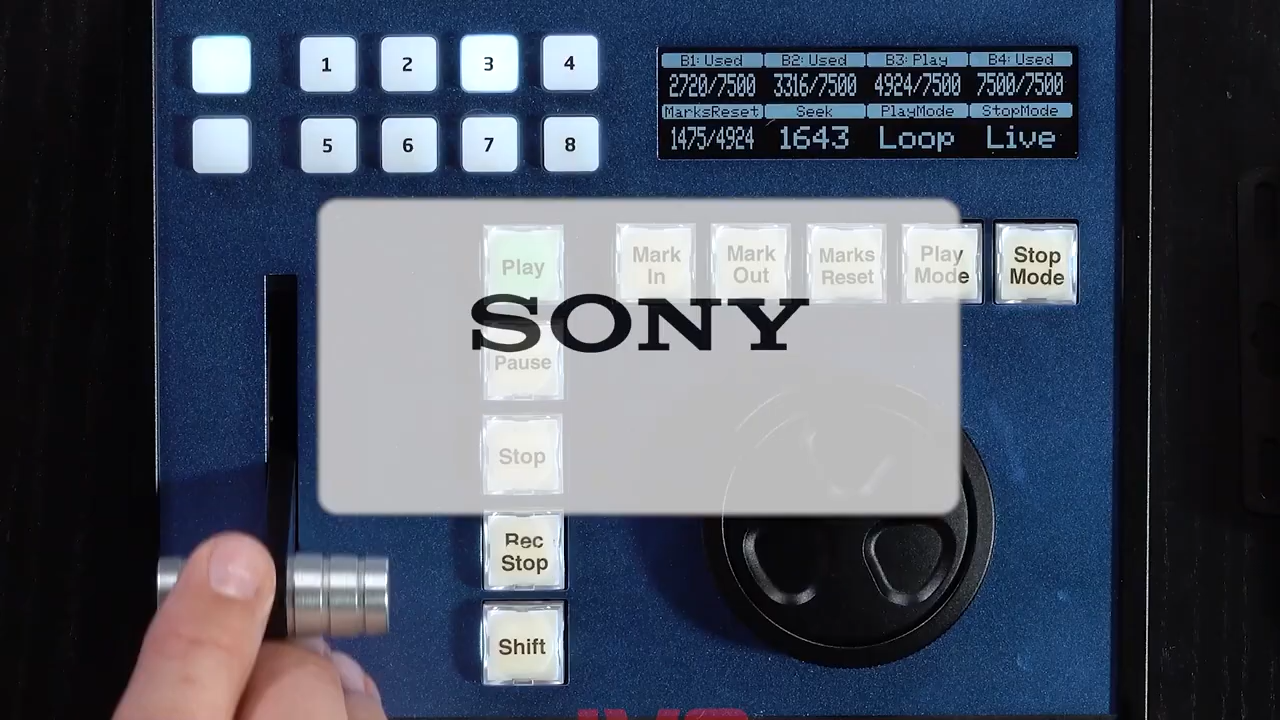 1 2 3 4
5 6 7 8
B1: Used B2: Used B3: Play B4: Used
2720/7500 3316/7500 4924/7500 7500/7500
MarksReset Seek PlayMode StopMode
1475/4924 1643 Loop Live
Play
Mark In
Mark Out
Marks Reset
Play Mode
Stop Mode
SONY
Pause
Stop
Rec
Stop
Shift